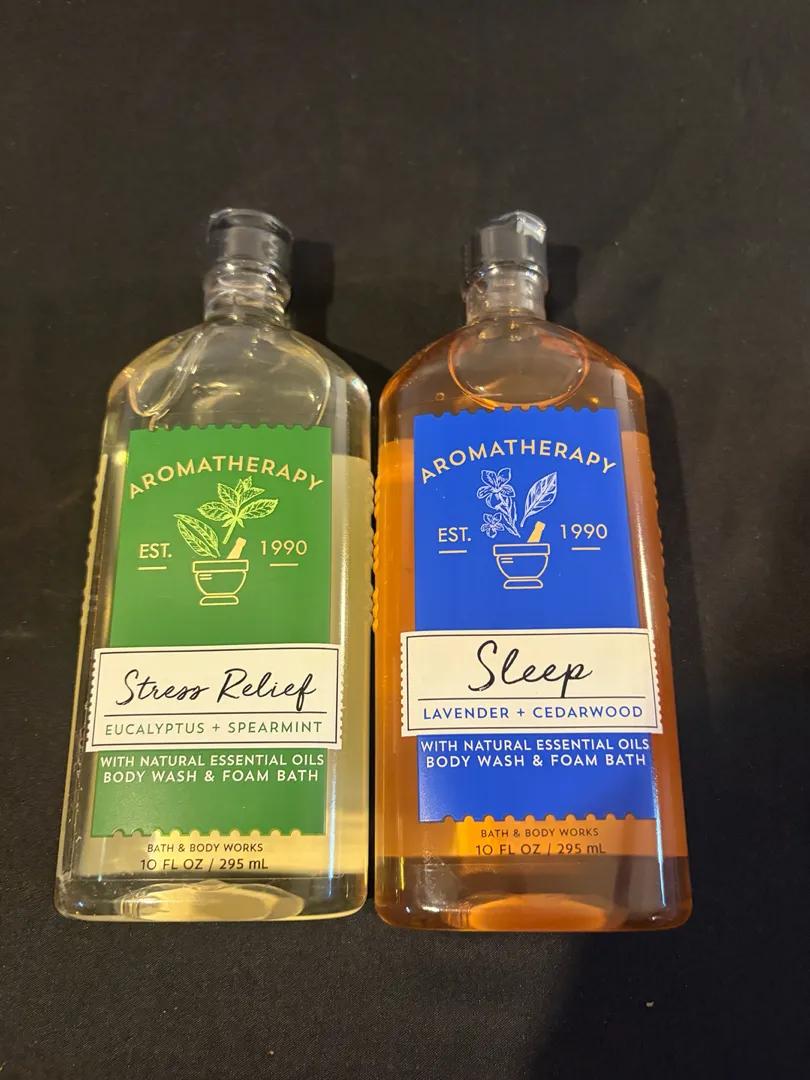 AROMATHERAPY
EST. 1990
Stress Relief
EUCALYPTUS + SPEARMINT
WITH NATURAL ESSENTIAL OILS
BODY WASH & FOAM BATH
BATH & BODY WORKS
10 FL OZ / 295 mL
AROMATHERAPY
EST. 1990
Sleep
LAVENDER + CEDARWOOD
WITH NATURAL ESSENTIAL OILS
BODY WASH & FOAM BATH
BATH & BODY WORKS
10 FL OZ / 295 mL